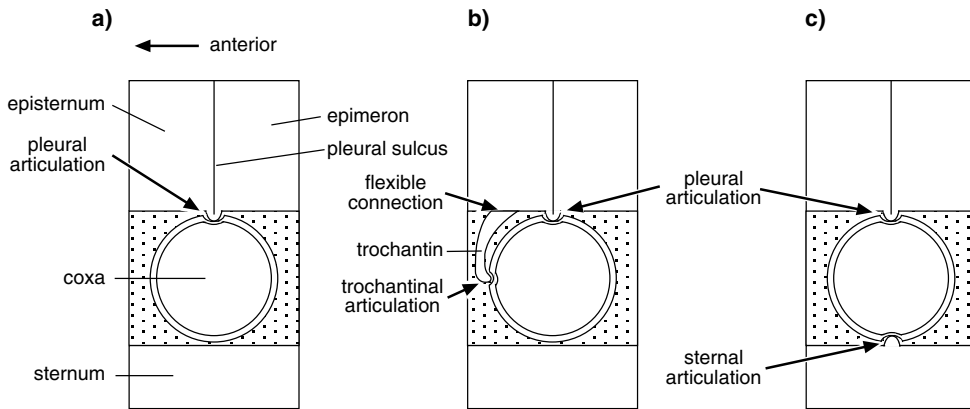 a)
anterior
episternum
epimeron
pleural
articulation
pleural sulcus
coxa
sternum
b)
flexible
connection
trochantin
trochantinal
articulation
c)
pleural
articulation
sternal
articulation